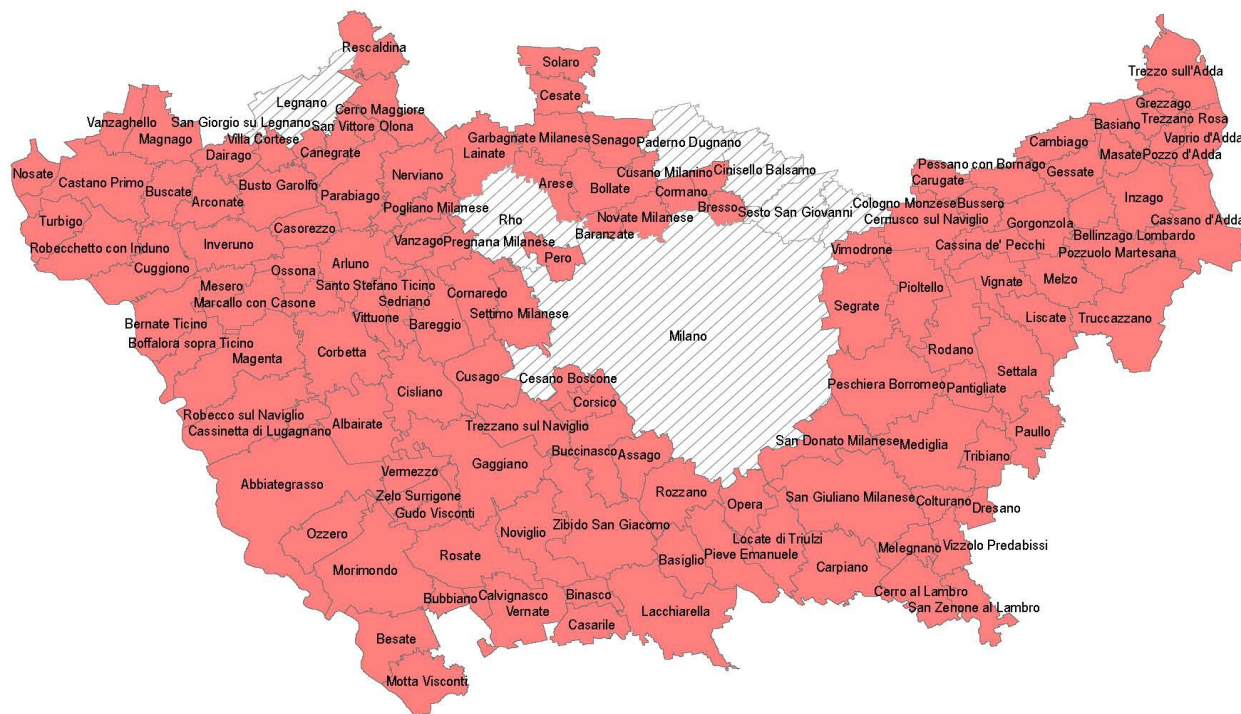 Rescaldina
Solaro
Trezzo sull'Adda
Cesate
Legnano
Grezzago
Cerro Maggiore
Trezzano Rosa
Vanzaghello
San Giorgio su Legnano
San Vittore Olona
Basiano
Magnago
Villa Cortese
Garbagnate Milanese
Senago
Paderno Dugnano
Cambiago
Vaprio d'Adda
Dairago
Canegrate
Lainate
Masate
Pozzo d'Adda
Nosate
Castano Primo
Buscate
Busto Garolfo
Nerviano
Cusano Milanino
Cinisello Balsamo
Pessano con Bornago
Gessate
Arconate
Parabiago
Arese
Bollate
Cormano
Carugate
Inzago
Pogliano Milanese
Bresso
Cologno Monzese
Bussero
Turbigo
Rho
Novate Milanese
Sesto San Giovanni
Cernusco sul Naviglio
Gorgonzola
Cassano d'Adda
Casorezzo
Baranzate
Bellinzago Lombardo
Robecchetto con Induno
Inveruno
Vanzago
Pregnana Milanese
Vimodrone
Cassina de' Pecchi
Pozzuolo Martesana
Cuggiono
Ossona
Arluno
Pero
Mesero
Santo Stefano Ticino
Cornaredo
Pioltello
Vignate
Melzo
Marcallo con Casone
Sedriano
Settimo Milanese
Segrate
Bernate Ticino
Vittuone
Bareggio
Liscate
Truccazzano
Boffalora sopra Ticino
Milano
Magenta
Corbetta
Rodano
Cusago
Cesano Boscone
Settala
Cisliano
Peschiera Borromeo
Pantigliate
Corsico
Robecco sul Naviglio
Albairate
Trezzano sul Naviglio
Cassinetta di Lugagnano
Paullo
San Donato Milanese
Mediglia
Buccinasco
Assago
Tribiano
Gaggiano
Vermezzo
Abbiategrasso
Rozzano
Zelo Surrigone
San Giuliano Milanese
Opera
Colturano
Gudo Visconti
Dresano
Ozzero
Noviglio
Zibido San Giacomo
Locate di Triulzi
Melegnano
Vizzolo Predabissi
Rosate
Basiglio
Pieve Emanuele
Morimondo
Carpiano
Bubbiano
Calvignasco
Binasco
Cerro al Lambro
Vernate
Lacchiarella
San Zenone al Lambro
Casarile
Besate
Motta Visconti